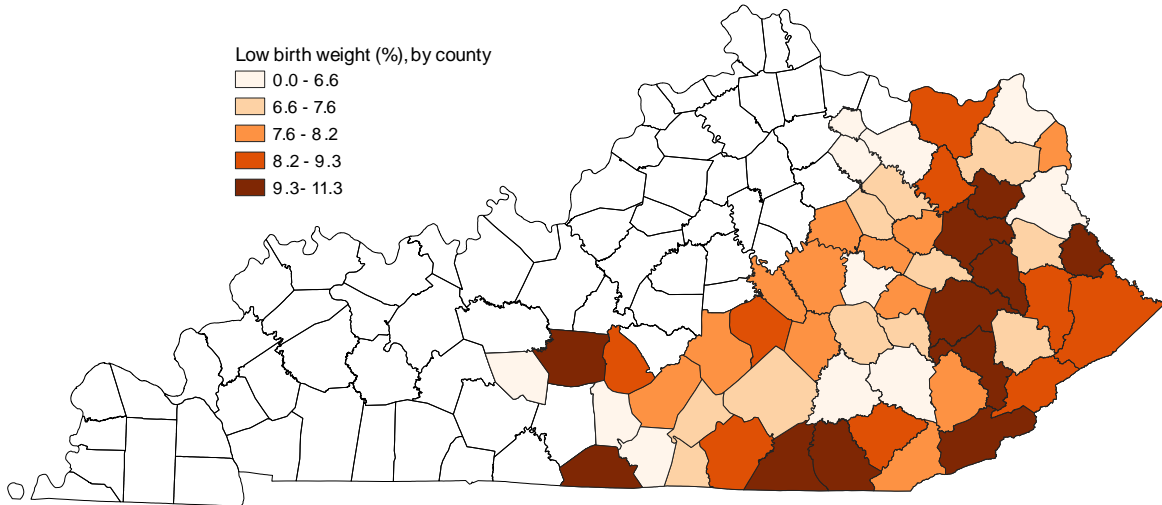 Low birth weight (%), by county
0.0 - 6.6
6.6 - 7.6
7.6 - 8.2
8.2 - 9.3
9.3- 11.3